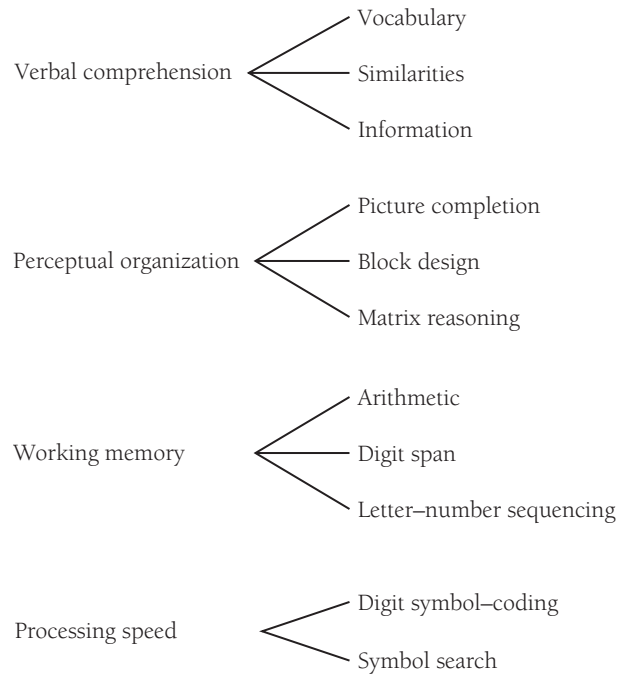 Verbal comprehension
Vocabulary
Similarities
Information
Perceptual organization
Picture completion
Block design
Matrix reasoning
Working memory
Arithmetic
Digit span
Letter–number sequencing
Processing speed
Digit symbol–coding
Symbol search